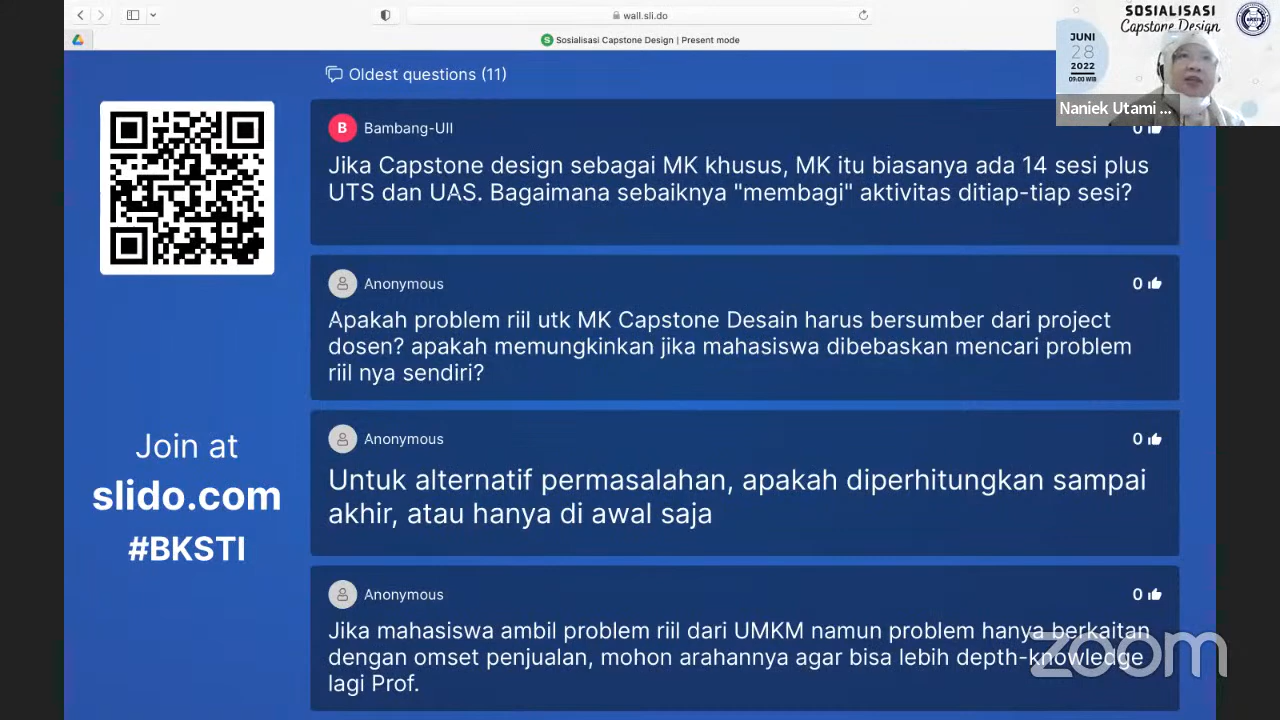 wall.sli.do
Sosialisasi Capstone Design | Present mode
SOSIALISASI
Capstone Design
JUNI
28
2022
09:00 WIB
Naniek Utami ...
Oldest questions (11)
B
Bambang-UII
0
Jika Capstone design sebagai MK khusus, MK itu biasanya ada 14 sesi plus
UTS dan UAS. Bagaimana sebaiknya "membagi" aktivitas ditiap-tiap sesi?
Anonymous
0
Apakah problem riil utk MK Capstone Desain harus bersumber dari project
dosen? apakah memungkinkan jika mahasiswa dibebaskan mencari problem
riil nya sendiri?
Anonymous
0
Untuk alternatif permasalahan, apakah diperhitungkan sampai
akhir, atau hanya di awal saja
Anonymous
0
Jika mahasiswa ambil problem riil dari UMKM namun problem hanya berkaitan
dengan omset penjualan, mohon arahannya agar bisa lebih depth-knowledge
lagi Prof.
Join at
slido.com
#BKSTI
zoom